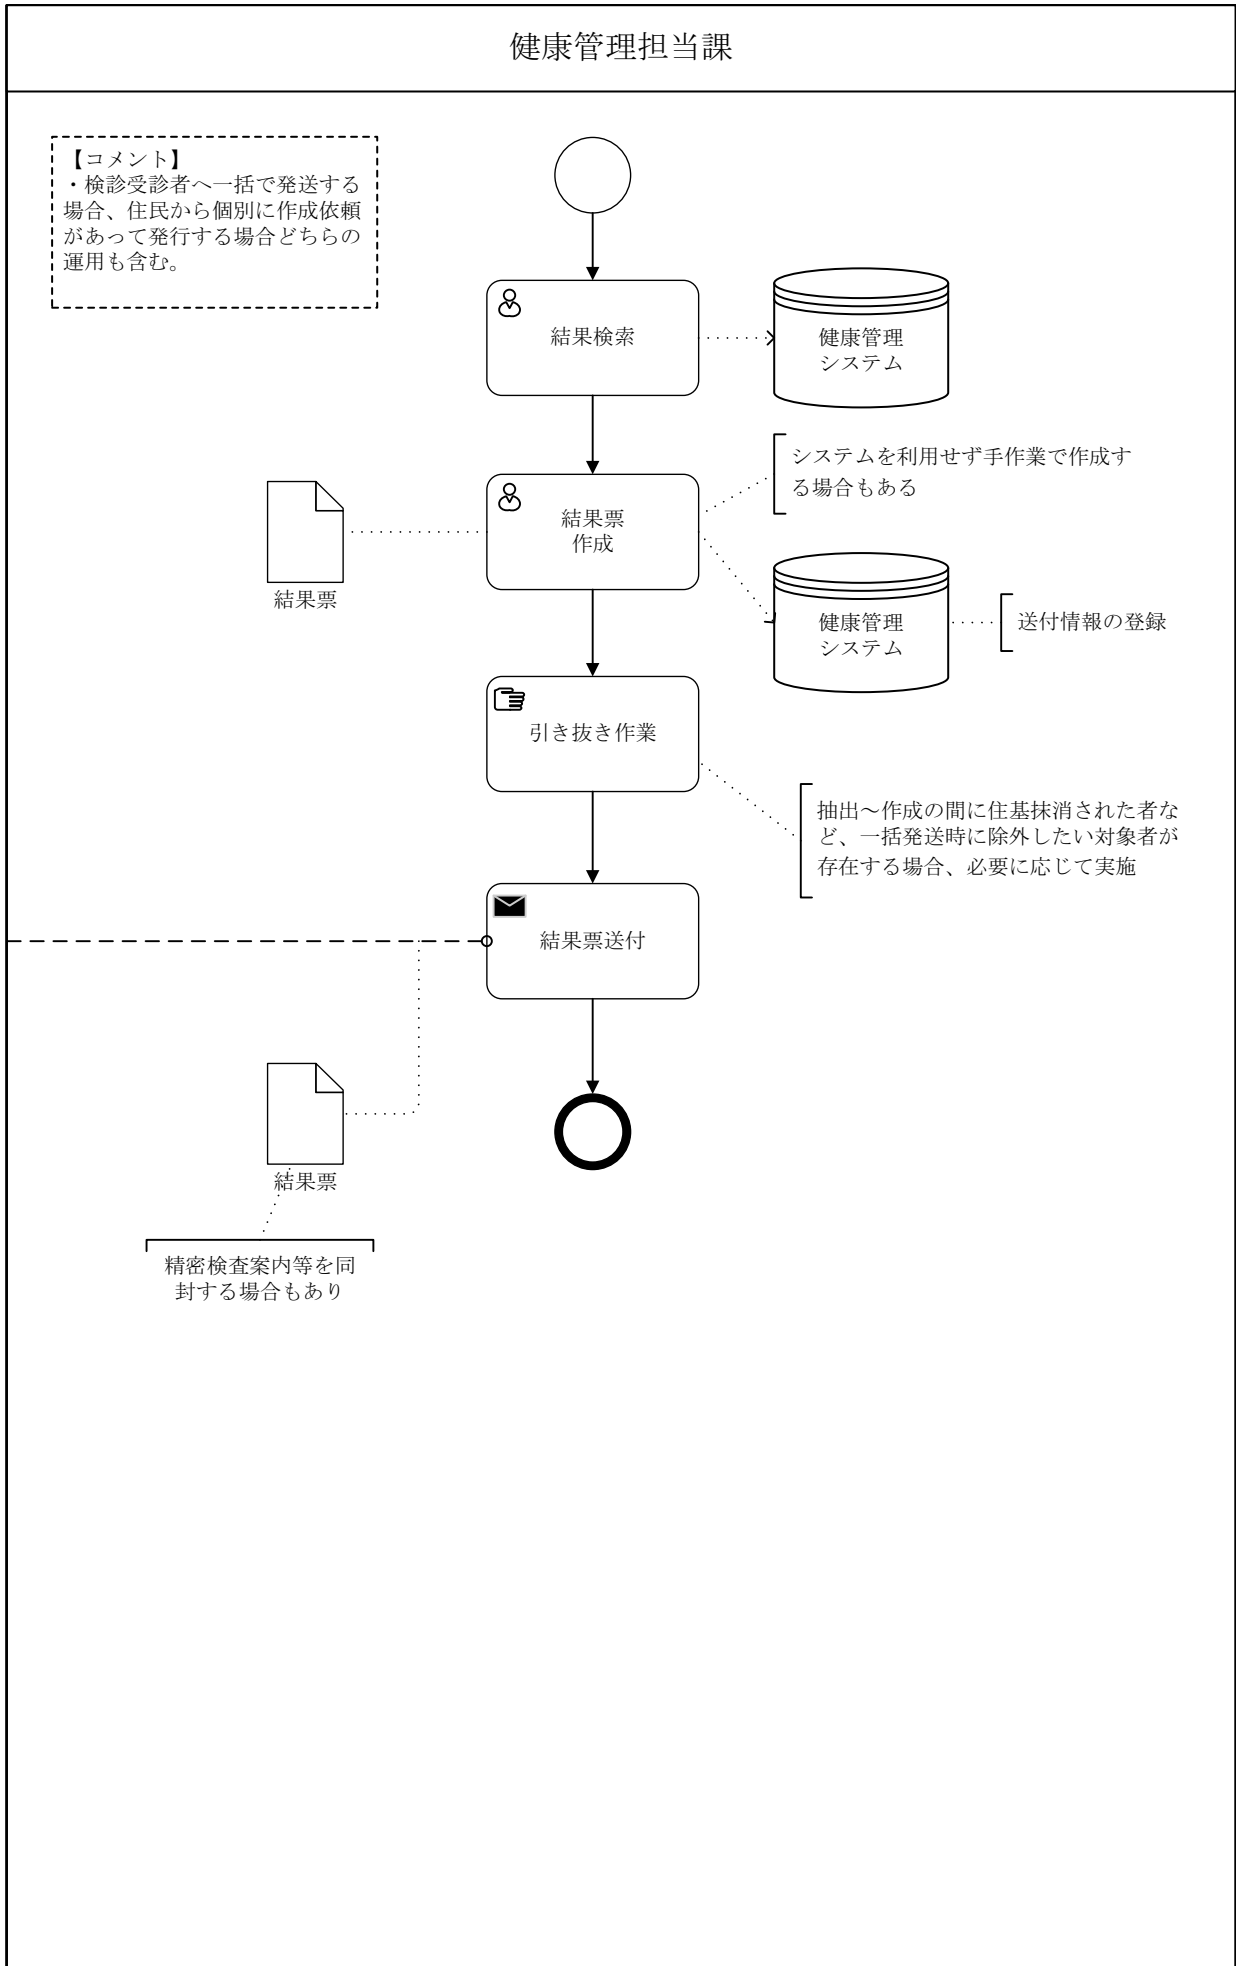 健康管理担当課
【コメント】
・検診受診者へ一括で発送する
場合、住民から個別に作成依頼
があって発行する場合どちらの
運用も含む。
結果検索
健康管理
システム
システムを利用せず手作業で作成す
る場合もある
結果票
作成
結果票
健康管理
システム
送付情報の登録
引き抜き作業
抽出～作成の間に住基抹消された者な
ど、一括発送時に除外したい対象者が
存在する場合、必要に応じて実施
結果票送付
結果票
精密検査案内等を同
封する場合もあり